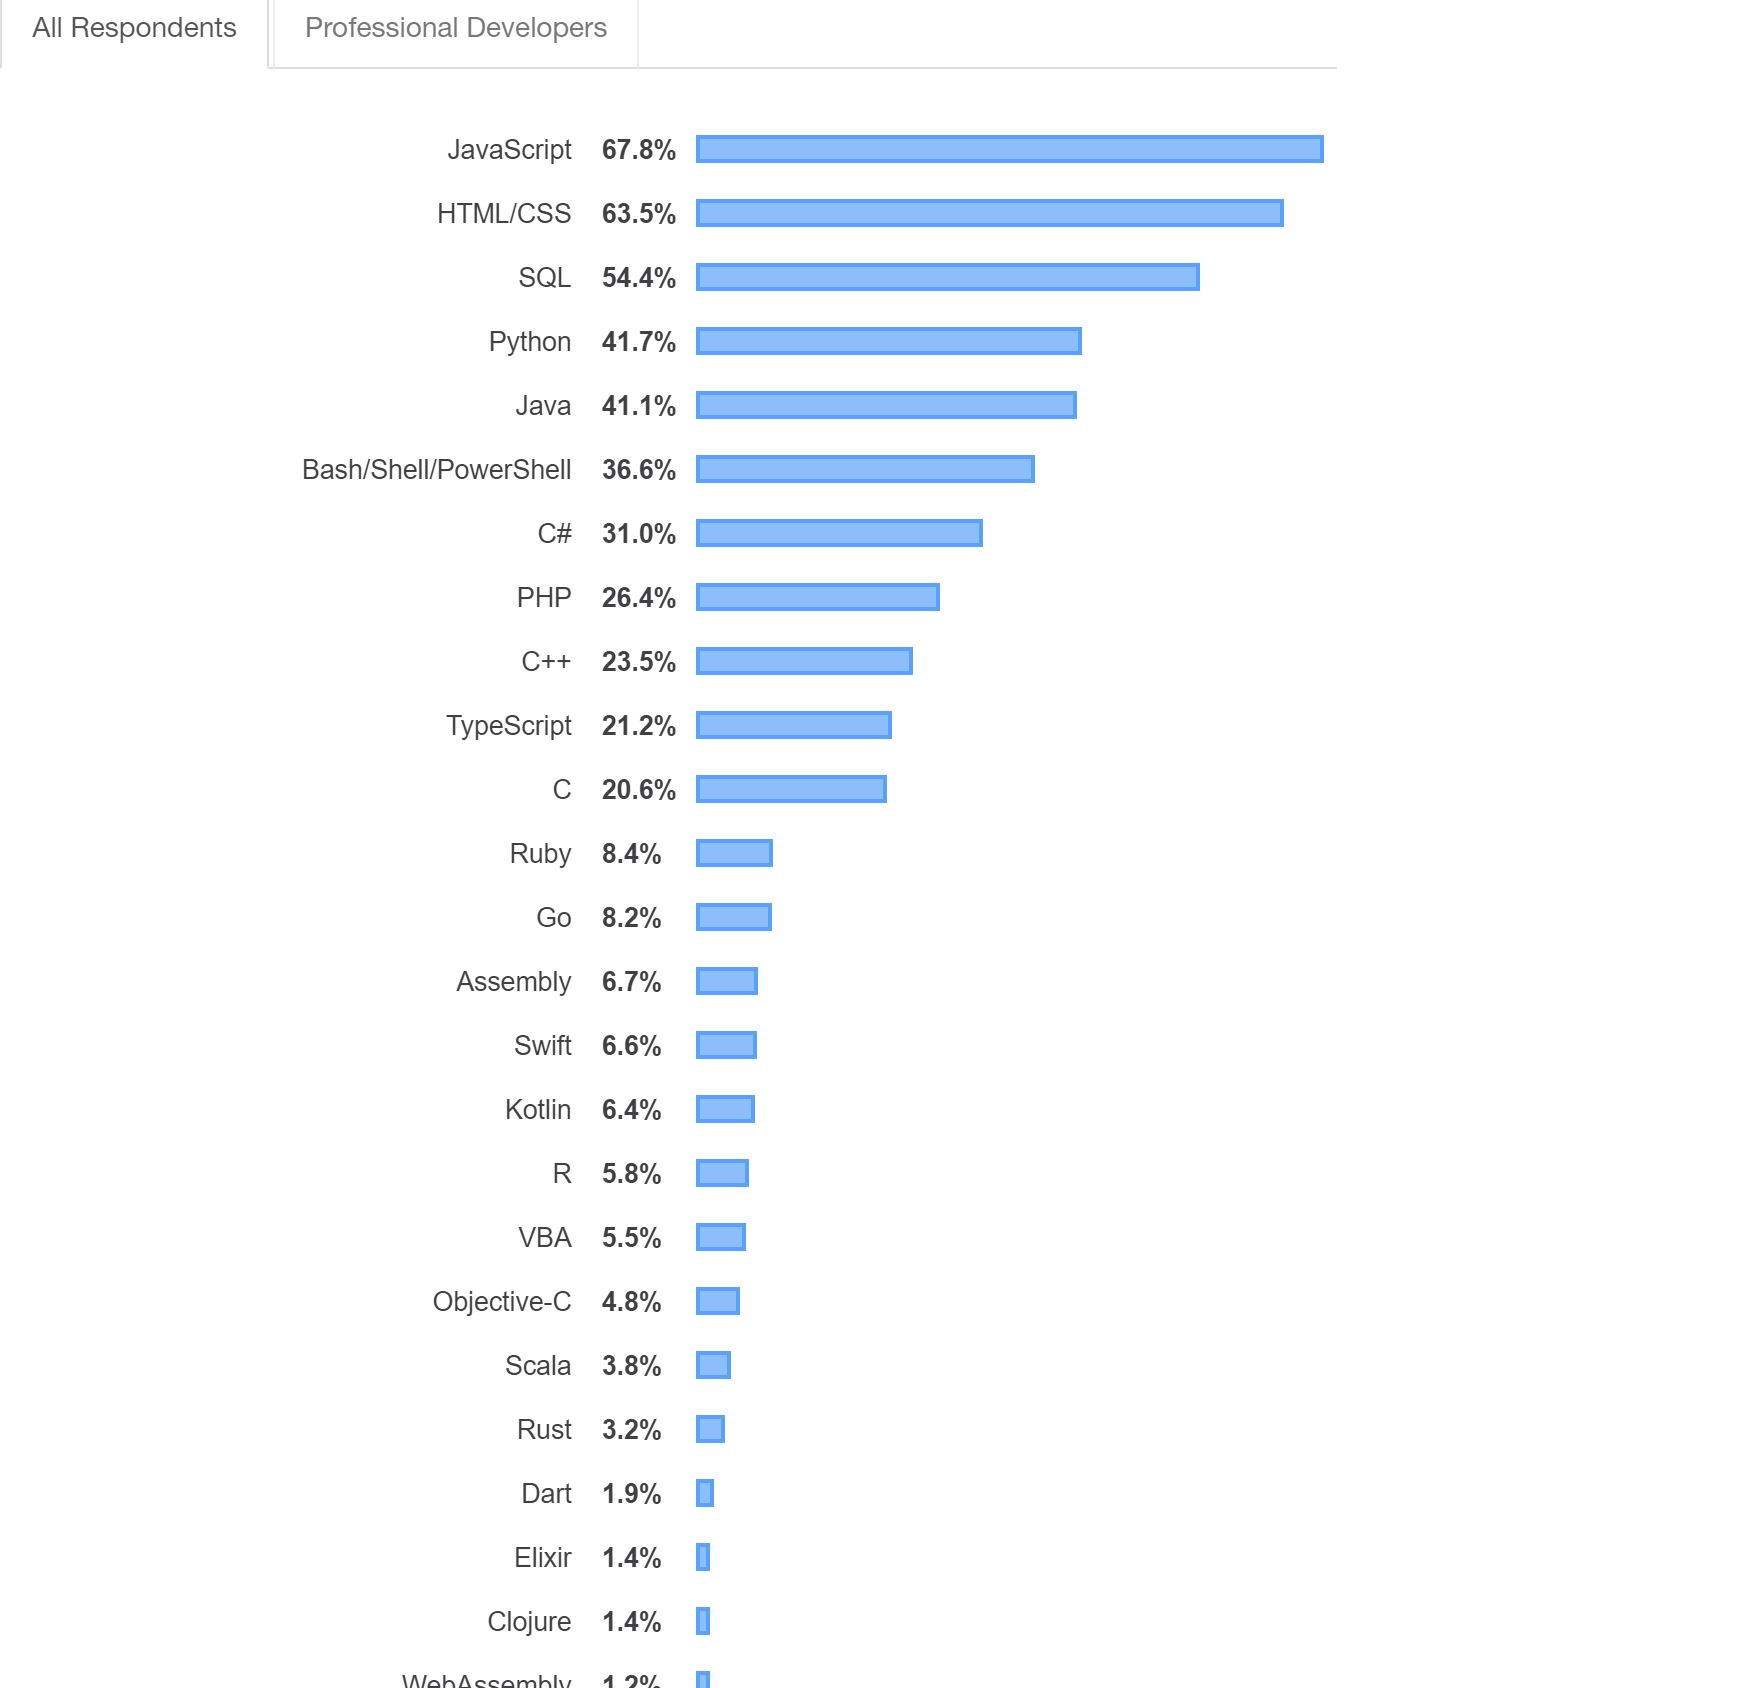 All Respondents Professional Developers
JavaScript 67.8%
HTML/CSS 63.5%
SQL 54.4%
Python 41.7%
Java 41.1%
Bash/Shell/PowerShell 36.6%
C# 31.0%
PHP 26.4%
C++ 23.5%
TypeScript 21.2%
C 20.6%
Ruby 8.4%
Go 8.2%
Assembly 6.7%
Swift 6.6%
Kotlin 6.4%
R 5.8%
VBA 5.5%
Objective-C 4.8%
Scala 3.8%
Rust 3.2%
Dart 1.9%
Elixir 1.4%
Clojure 1.4%
WebAssembly 1.2%